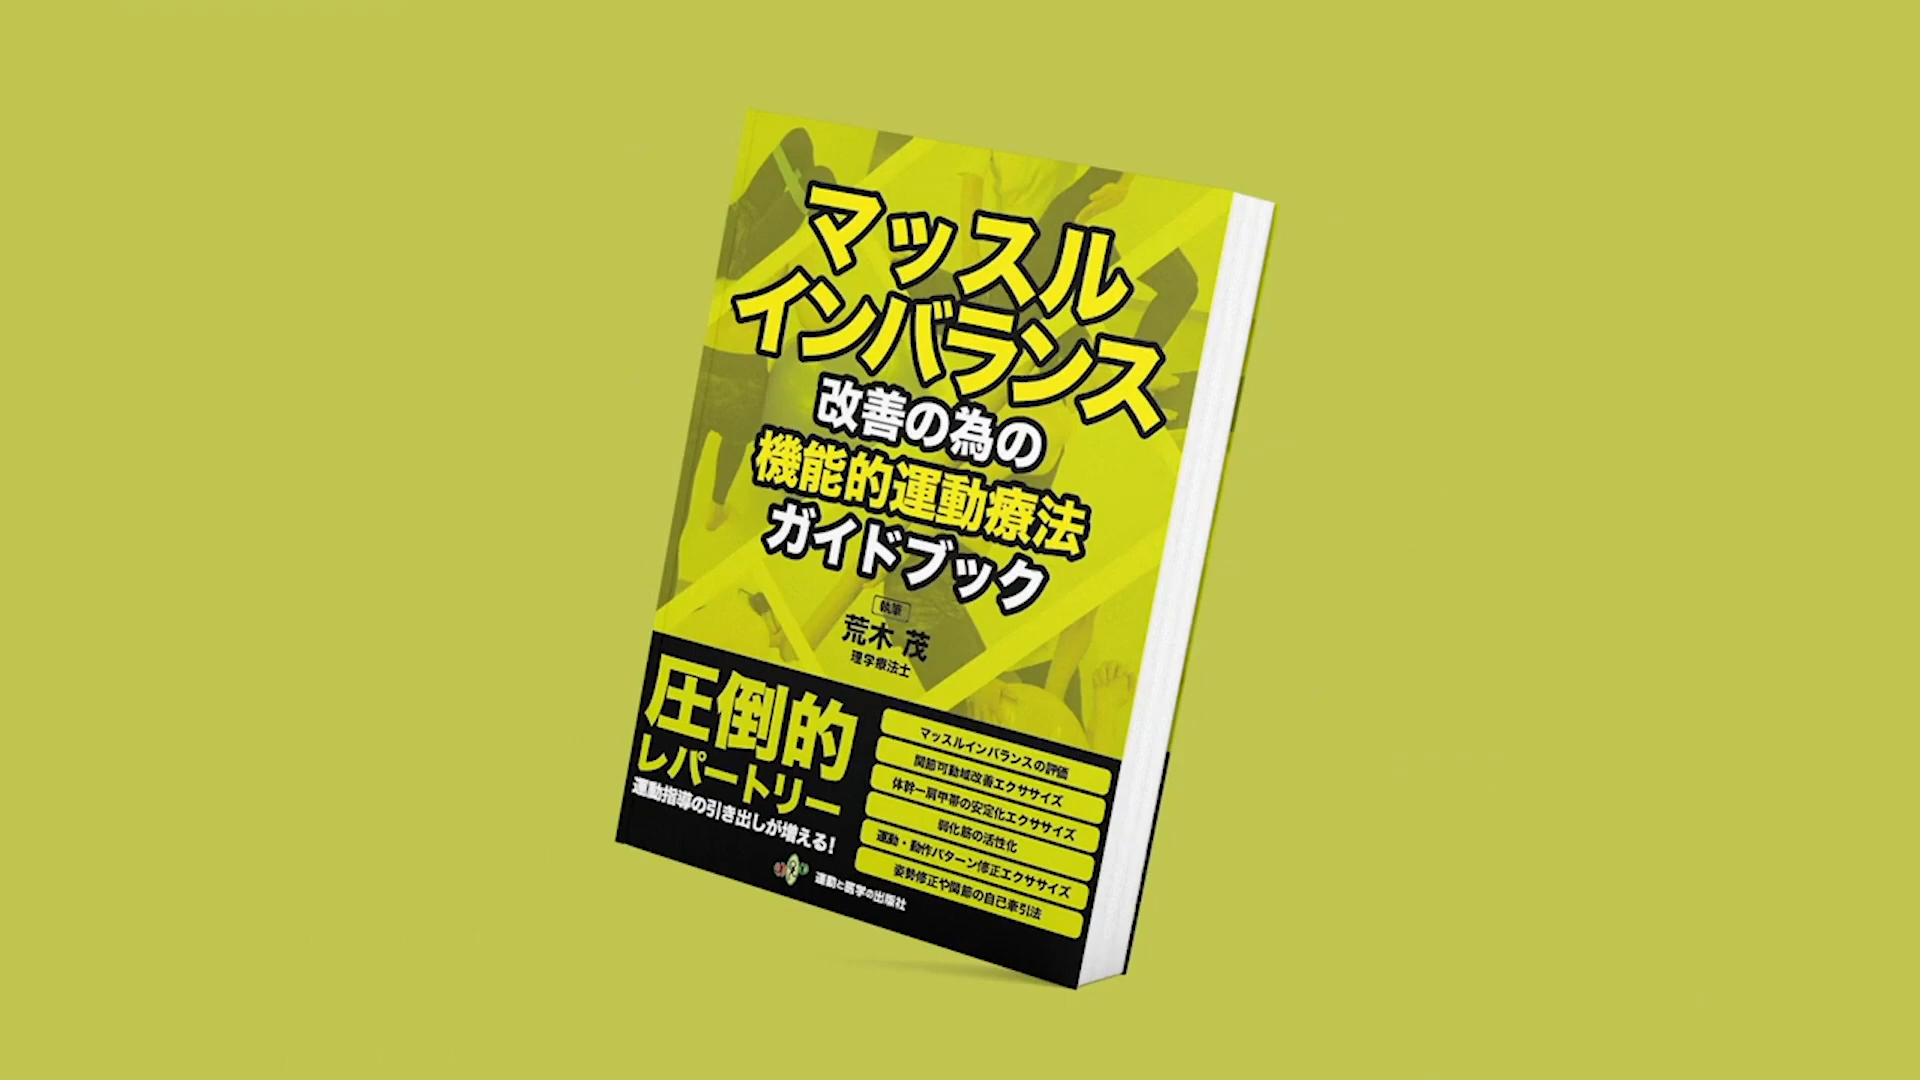 マッスル
インバランス
改善の為の
機能的運動療法
ガイドブック
執筆
荒木 茂
理学療法士
圧倒的
レパートリー
運動指導の引き出しが増える!
マッスルインバランスの評価
関節可動域改善エクササイズ
体幹ー肩甲帯の安定化エクササイズ
弱化筋の活性化
運動・動作パターン修正エクササイズ
姿勢修正や関節の自己牽引法
運動と医学の出版社